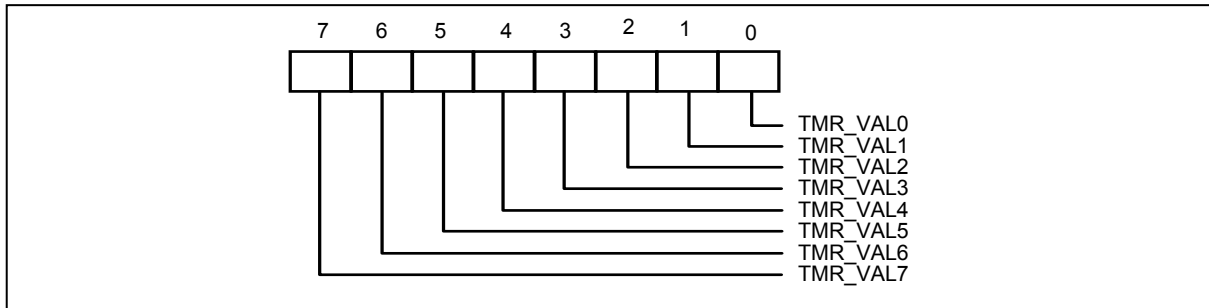 7 6 5 4 3 2 1 0
TMR_VAL0
TMR_VAL1
TMR_VAL2
TMR_VAL3
TMR_VAL4
TMR_VAL5
TMR_VAL6
TMR_VAL7